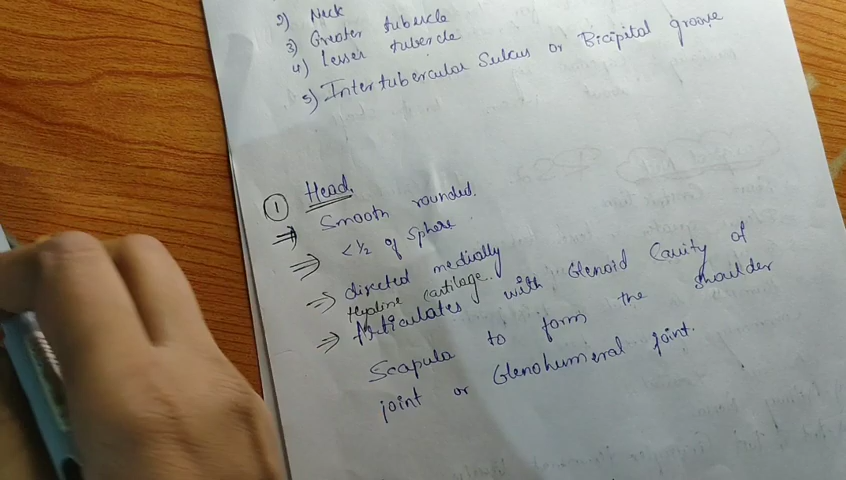 2) Neck
3) Greater tubercle
4) Lesser tubercle
5) Intertubercular Sulcus or Bicipital groove
① Head.
⇒ Smooth rounded.
⇒ < 1/2 of sphere.
⇒ directed medially
Hyaline cartilage.
⇒ Articulates with Glenoid Cavity of
Scapula to form the shoulder
joint or Glenohumeral joint.